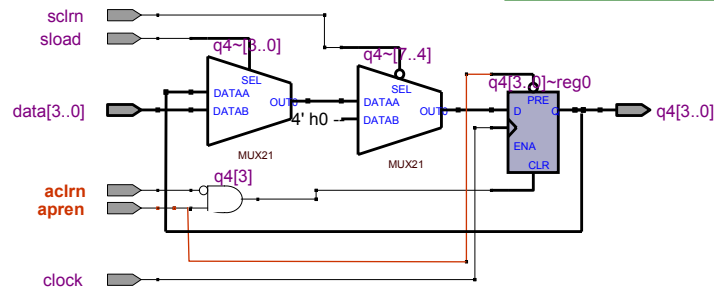 sclrn
sload
q4~[3..0]
q4~[7..4]
q4[3..0]~reg0
SEL
SEL
PRE
DATAA
OUT0
DATAA
data[3..0]
DATAB
OUT0
D
Q
q4[3..0]
4' h0
DATAB
ENA
MUX21
MUX21
CLR
q4[3]
aclrn
apren
clock